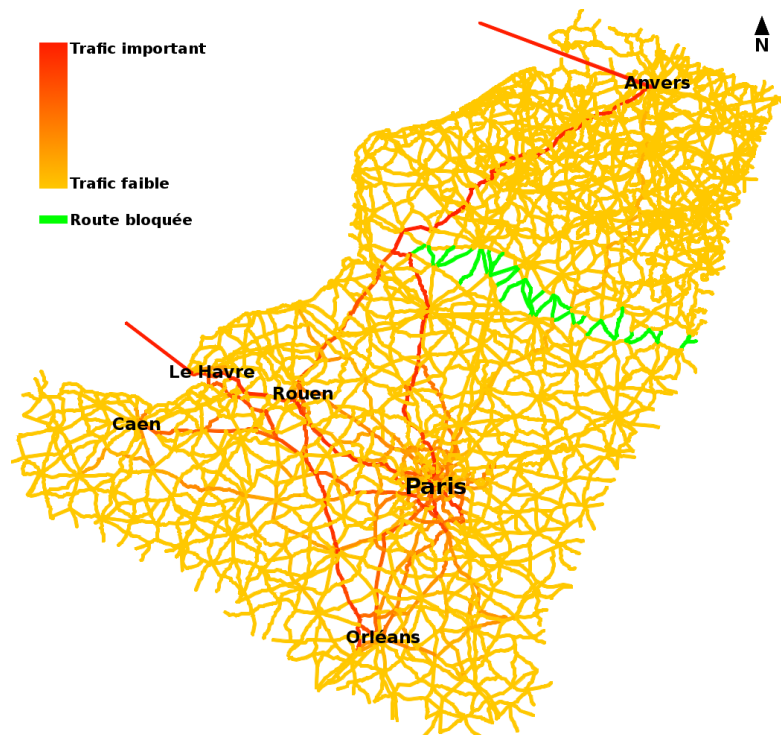 Trafic important
Trafic faible
Route bloquée
N
Anvers
Le Havre
Rouen
Caen
Paris
Orléans